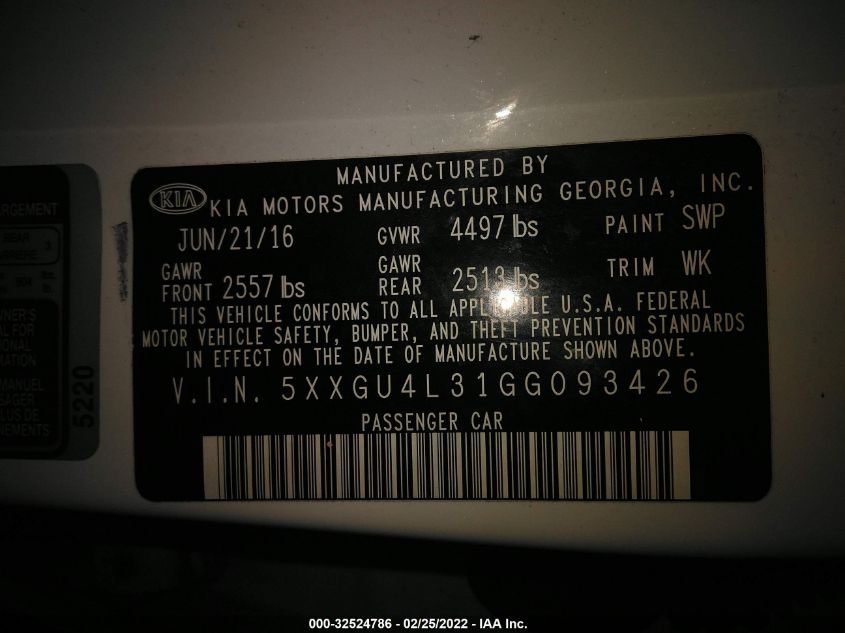 MANUFACTURED BY
KIA KIA MOTORS MANUFACTURING GEORGIA, INC.
JUN/21/16 GVWR 4497 lbs PAINT SWP
GAWR FRONT 2557 lbs GAWR REAR 2513 lbs TRIM WK
THIS VEHICLE CONFORMS TO ALL APPLICABLE U.S.A. FEDERAL
MOTOR VEHICLE SAFETY, BUMPER, AND THEFT PREVENTION STANDARDS
IN EFFECT ON THE DATE OF MANUFACTURE SHOWN ABOVE.
V.I.N. 5XXGU4L31GG093426
PASSENGER CAR
REAR 3
MANUEL
5220
000-32524786 - 02/25/2022 - IAA Inc.